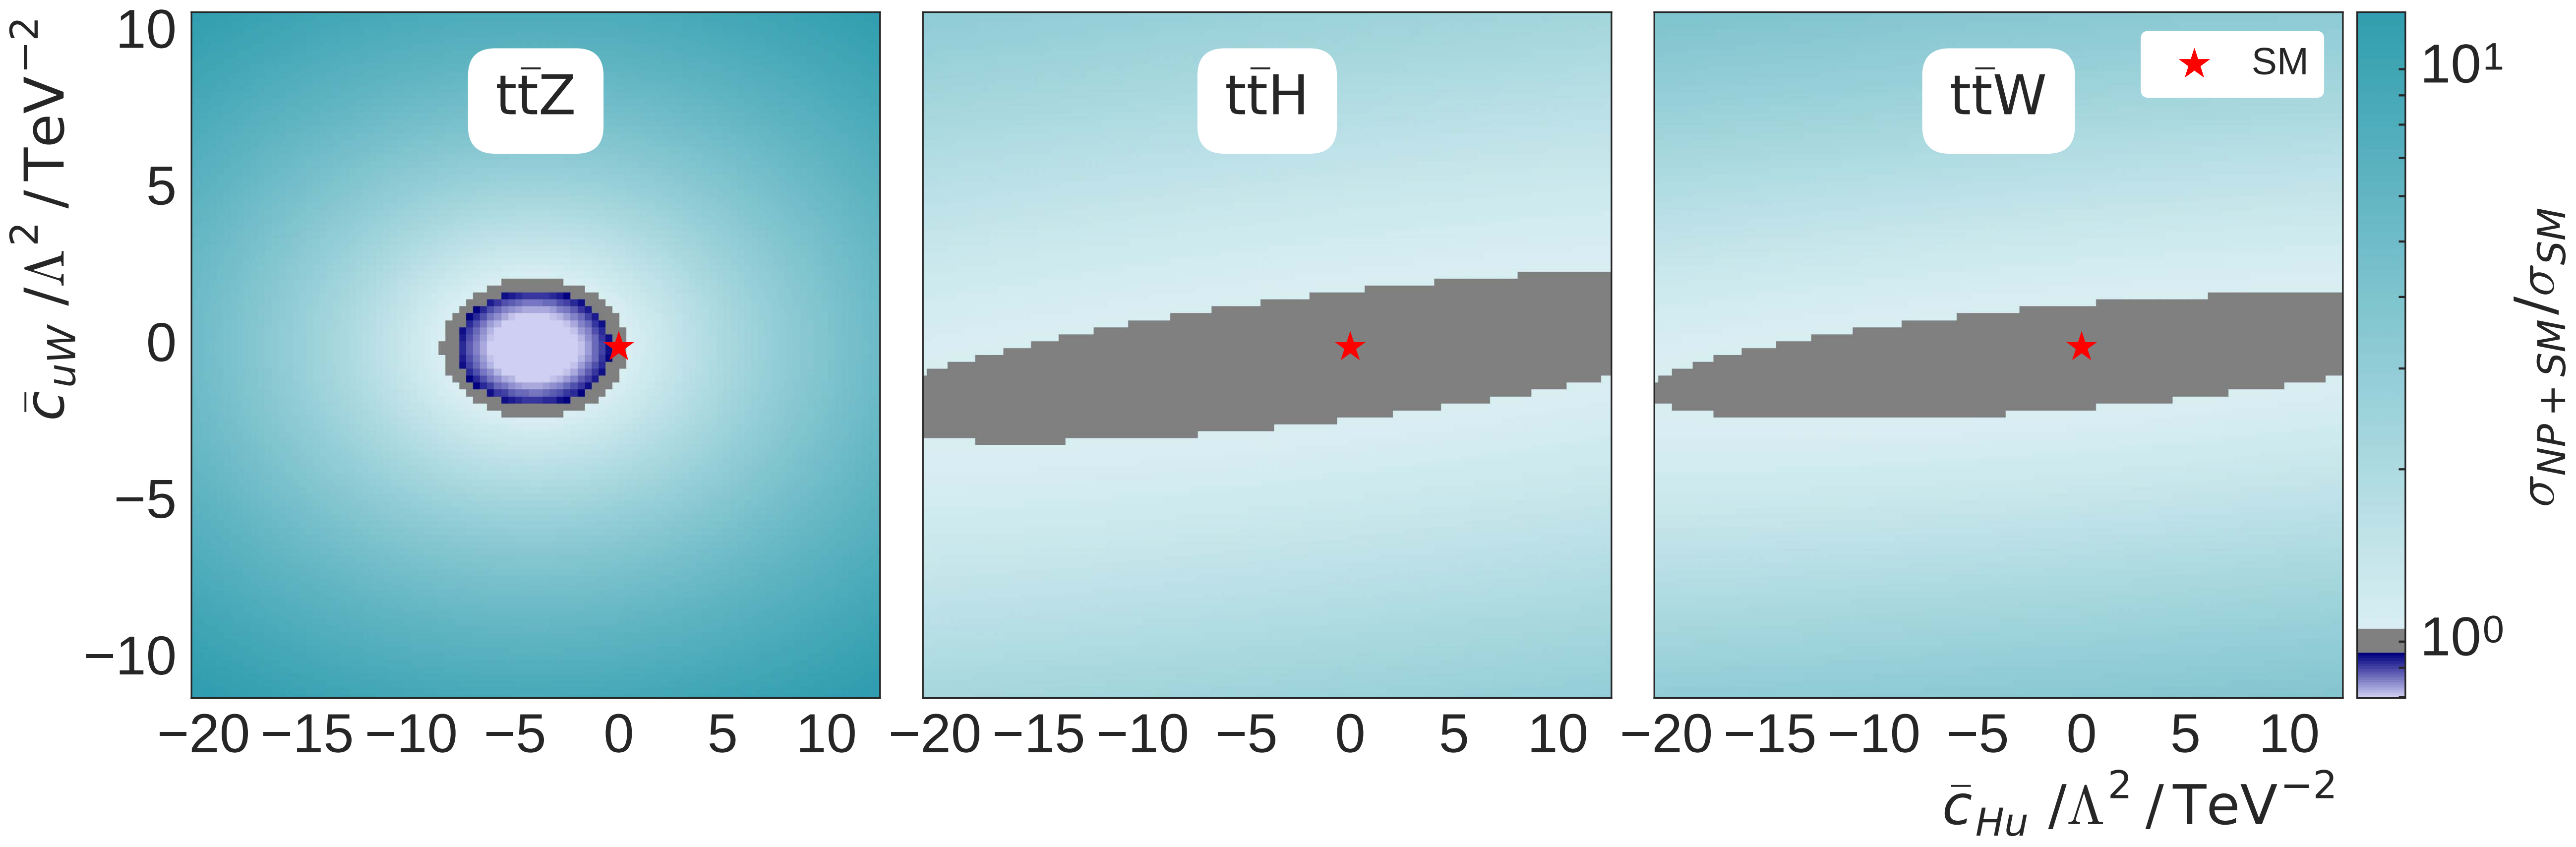 tt̄Z
tt̄H
tt̄W
SM
c̄uW /Λ² / TeV⁻²
10
5
0
−5
−10
−20 −15 −10 −5 0 5 10
−20 −15 −10 −5 0 5 10
−20 −15 −10 −5 0 5 10
c̄Hu /Λ² / TeV⁻²
10¹
10⁰
σNP + SM/σSM